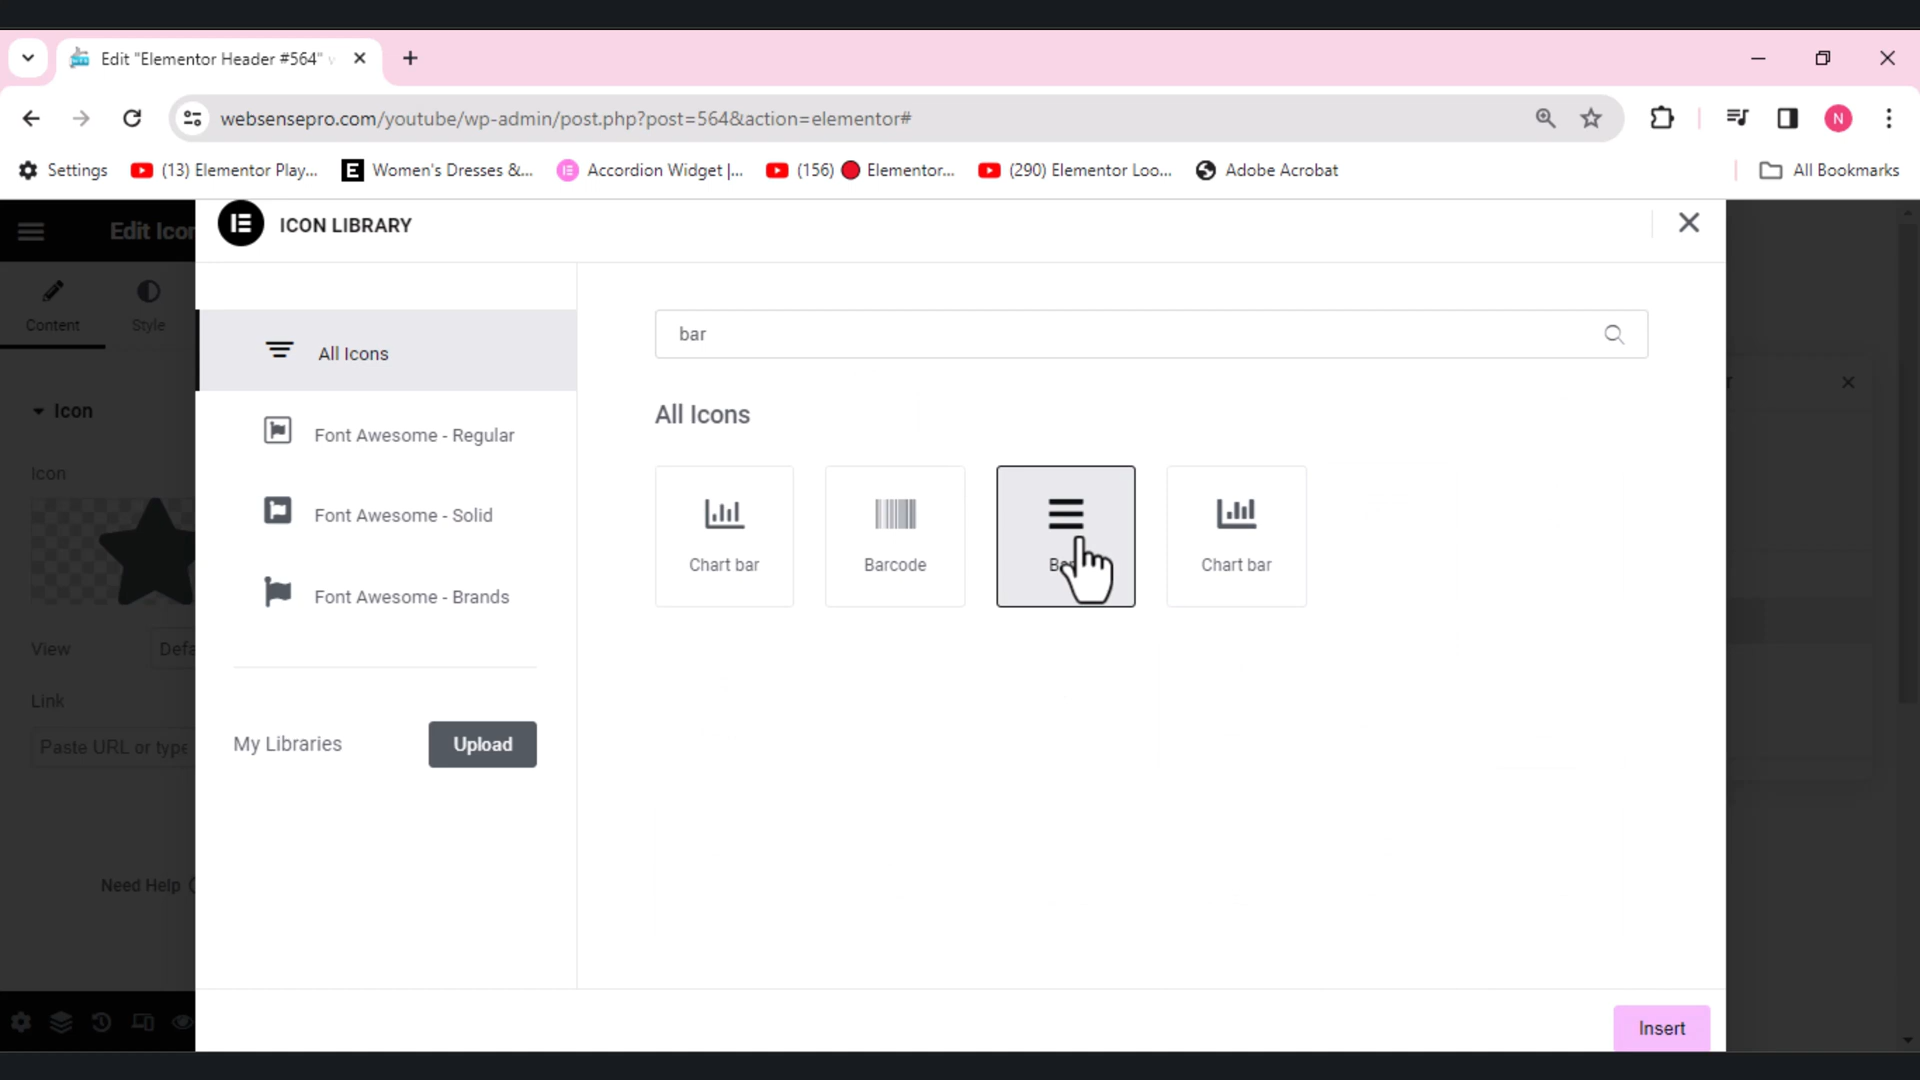 Edit "Elementor Header #564"
websensepro.com/youtube/wp-admin/post.php?post=564&action=elementor#
Settings
(13) Elementor Play...
Women's Dresses &...
Accordion Widget |...
(156)
Elementor...
(290) Elementor Loo...
Adobe Acrobat
All Bookmarks
N
Edit Icon
ICON LIBRARY
Content
Style
Icon
Icon
View
Defa
Link
Paste URL or type
Need Help
All Icons
Font Awesome - Regular
Font Awesome - Solid
Font Awesome - Brands
My Libraries
Upload
bar
All Icons
Chart bar
Barcode
Chart bar
Insert